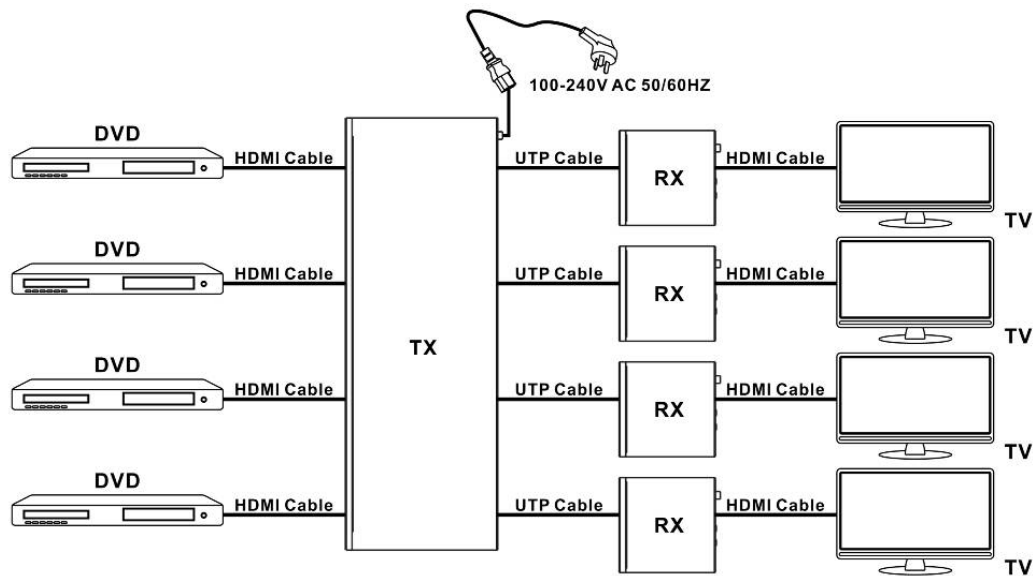 100-240V AC 50/60HZ
DVD
HDMI Cable
UTP Cable
RX
HDMI Cable
TV
DVD
HDMI Cable
UTP Cable
RX
HDMI Cable
TV
TX
DVD
HDMI Cable
UTP Cable
RX
HDMI Cable
TV
DVD
HDMI Cable
UTP Cable
RX
HDMI Cable
TV